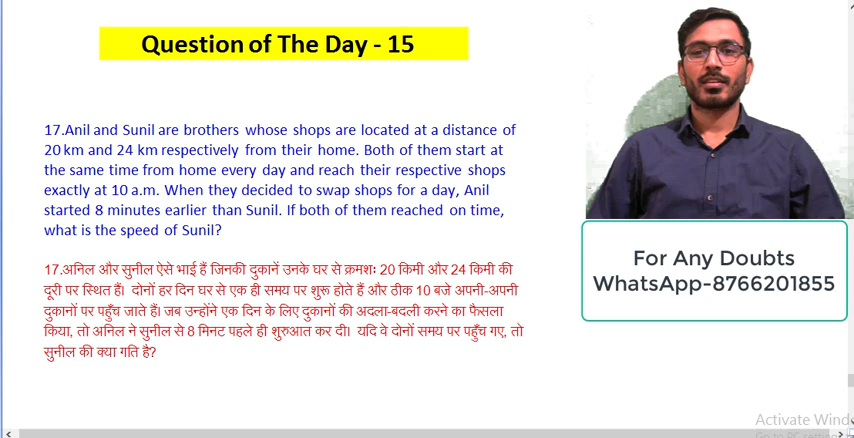 Question of The Day - 15
17.Anil and Sunil are brothers whose shops are located at a distance of
20 km and 24 km respectively from their home. Both of them start at
the same time from home every day and reach their respective shops
exactly at 10 a.m. When they decided to swap shops for a day, Anil
started 8 minutes earlier than Sunil. If both of them reached on time,
what is the speed of Sunil?
17.अनिल और सुनील ऐसे भाई हैं जिनकी दुकानें उनके घर से क्रमशः 20 किमी और 24 किमी की
दूरी पर स्थित हैं। दोनों हर दिन घर से एक ही समय पर शुरू होते हैं और ठीक 10 बजे अपनी-अपनी
दुकानों पर पहुँच जाते हैं। जब उन्होंने एक दिन के लिए दुकानों की अदला-बदली करने का फैसला
किया, तो अनिल ने सुनील से 8 मिनट पहले ही शुरुआत कर दी। यदि वे दोनों समय पर पहुँच गए, तो
सुनील की क्या गति है?
For Any Doubts
WhatsApp-8766201855
Activate Wind